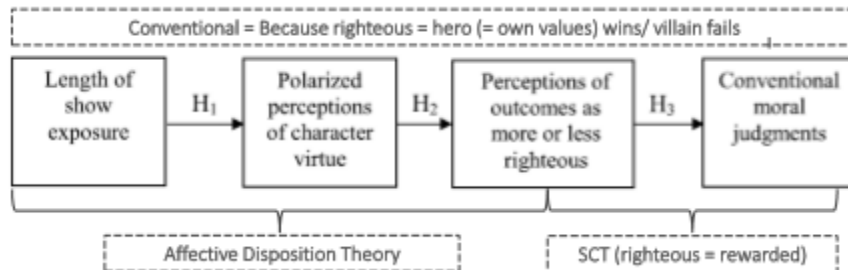 Conventional = Because righteous = hero (= own values) wins/ villain fails
Length of
show
exposure
H1
Polarized
perceptions
of character
virtue
H2
Perceptions of
outcomes as
more or less
righteous
H3
Conventional
moral
judgments
Affective Disposition Theory
SCT (righteous = rewarded)